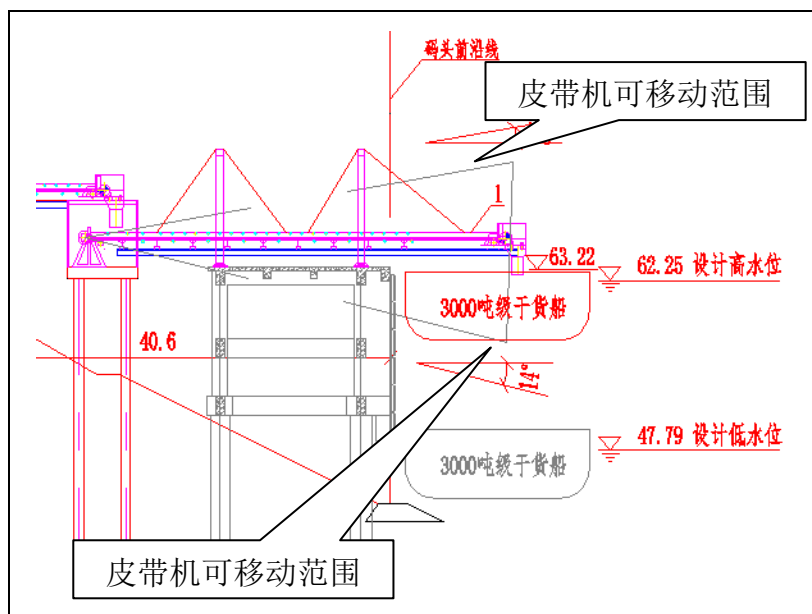 码头前沿线
皮带机可移动范围
1
63.22
62.25 设计高水位
3000吨级干货船
40.6
14°
47.79 设计低水位
3000吨级干货船
皮带机可移动范围